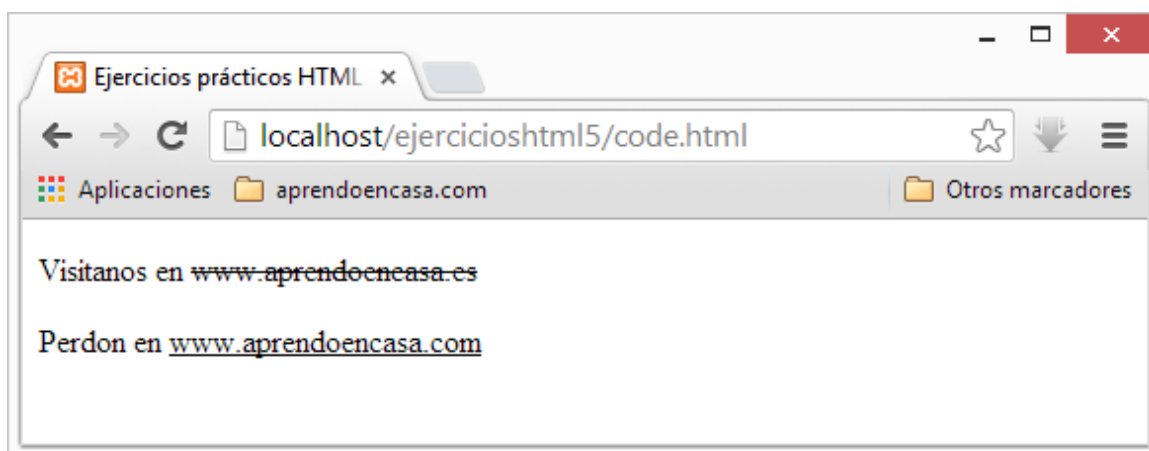 Ejercicios prácticos HTML
localhost/ejercicioshtml5/code.html
Aplicaciones aprendoencasa.com Otros marcadores
Visitanos en www.aprendoencasa.es
Perdon en www.aprendoencasa.com